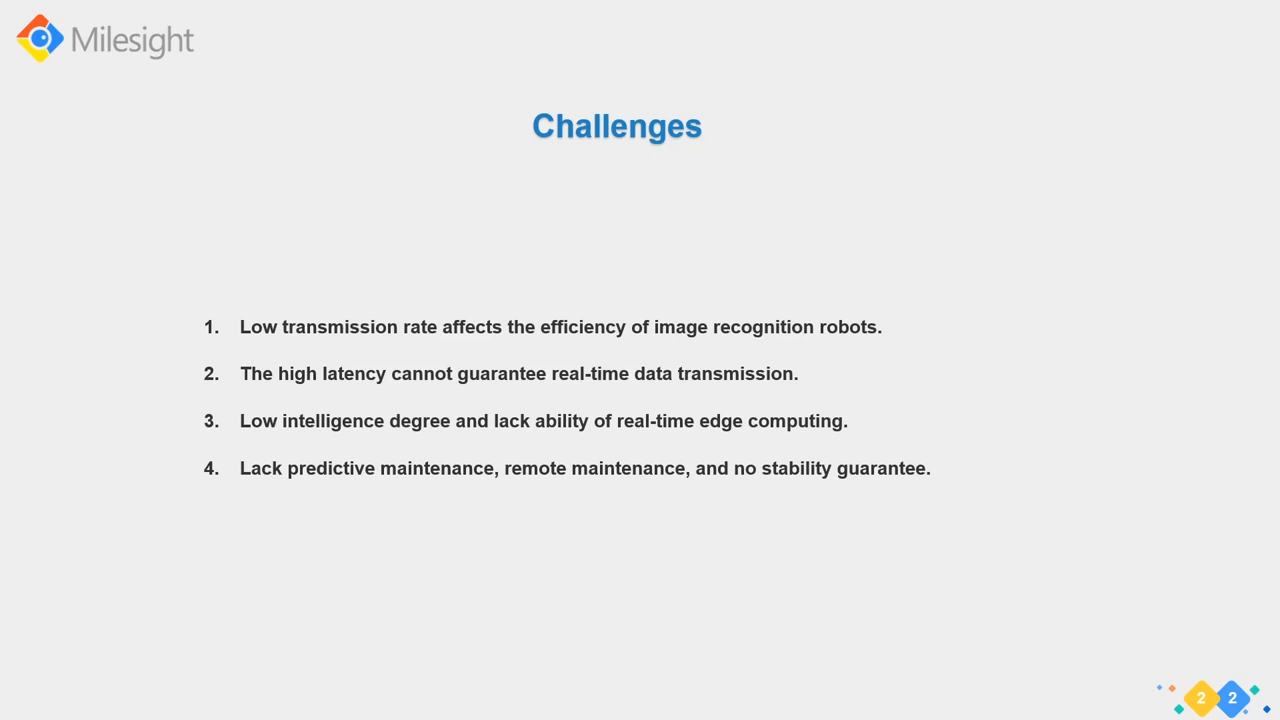 Milesight
Challenges
1. Low transmission rate affects the efficiency of image recognition robots.
2. The high latency cannot guarantee real-time data transmission.
3. Low intelligence degree and lack ability of real-time edge computing.
4. Lack predictive maintenance, remote maintenance, and no stability guarantee.
2 2